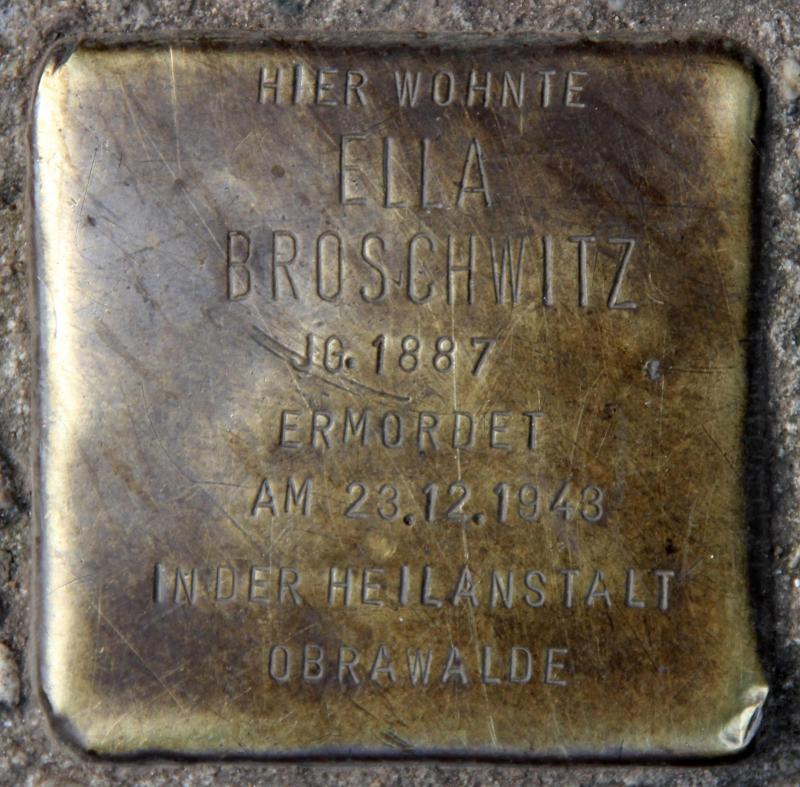 HIER WOHNTE
ELLA
BROSCHWITZ
JG. 1887
ERMORDET
AM 23.12.1943
IN DER HEILANSTALT
OBRAWALDE